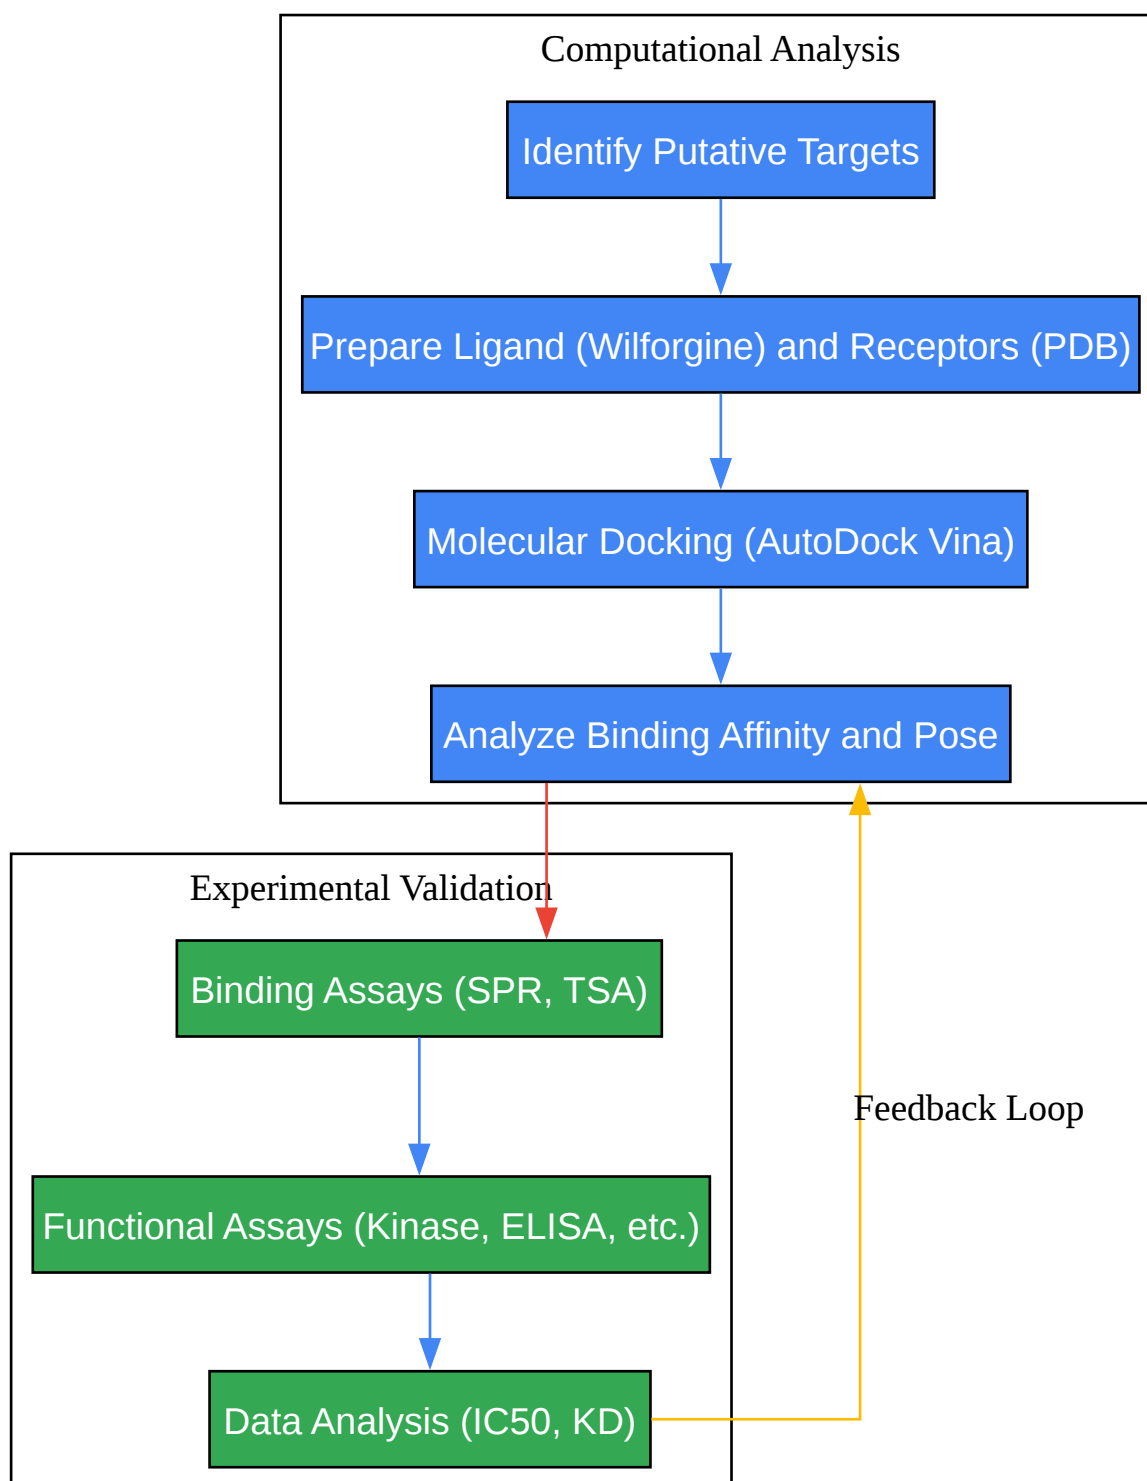 Computational Analysis
Identify Putative Targets
Prepare Ligand (Wilforgine) and Receptors (PDB)
Molecular Docking (AutoDock Vina)
Analyze Binding Affinity and Pose
Experimental Validation
Binding Assays (SPR, TSA)
Feedback Loop
Functional Assays (Kinase, ELISA, etc.)
Data Analysis (IC50, KD)